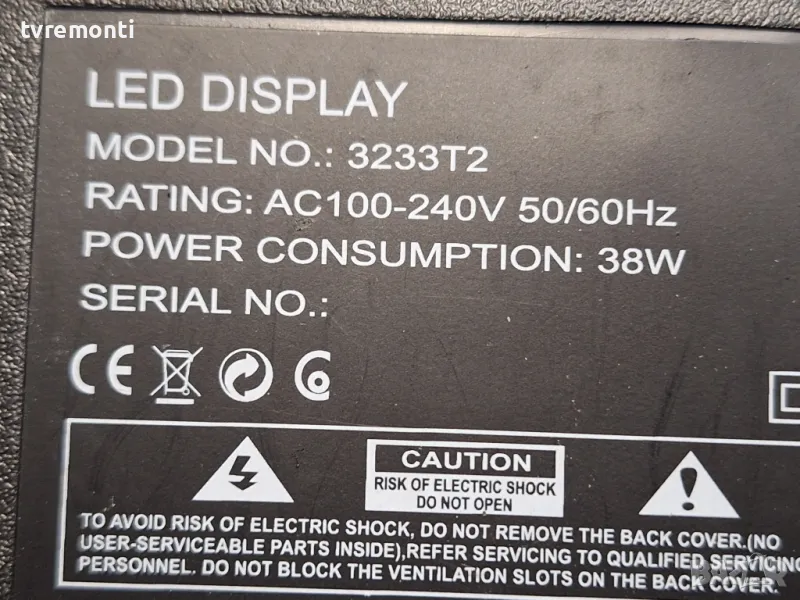 tvremonti
LED DISPLAY
MODEL NO.: 3233T2
RATING: AC100-240V 50/60Hz
POWER CONSUMPTION: 38W
SERIAL NO.:
CE
CAUTION
RISK OF ELECTRIC SHOCK
DO NOT OPEN
TO AVOID RISK OF ELECTRIC SHOCK, DO NOT REMOVE THE BACK COVER.(NO
USER-SERVICEABLE PARTS INSIDE),REFER SERVICING TO QUALIFIED SERVICING
PERSONNEL. DO NOT BLOCK THE VENTILATION SLOTS ON THE BACK COVER.